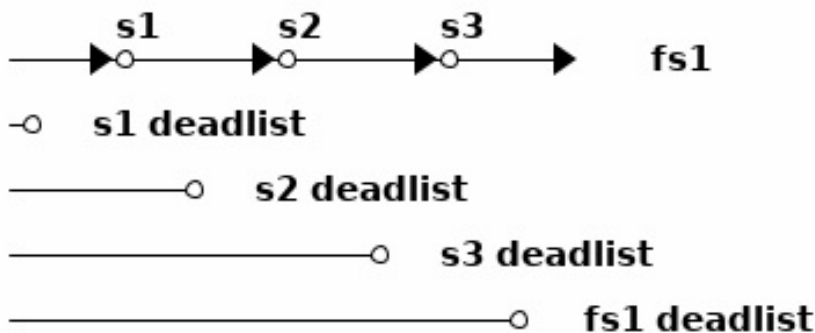 s1 s2 s3
fs1
s1 deadlist
s2 deadlist
s3 deadlist
fs1 deadlist